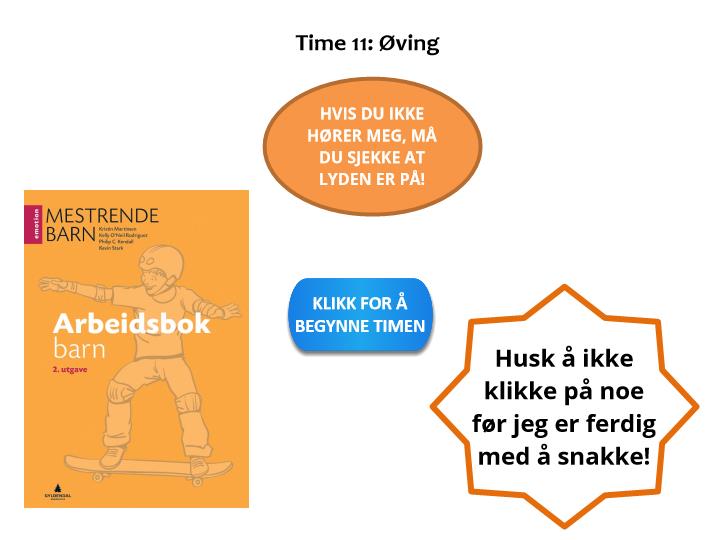 Time 11: Øving
HVIS DU IKKE
HØRER MEG, MÅ
DU SJEKKE AT
LYDEN ER PÅ!
emotion
MESTRENDE
BARN
Kristin Martinsen
Kelly O'Neil Rodriguez
Philip C. Kendall
Kevin Stark
Arbeidsbok
barn
2. utgave
GYLDENDAL
KLIKK FOR Å
BEGYNNE TIMEN
Husk å ikke
klikke på noe
før jeg er ferdig
med å snakke!